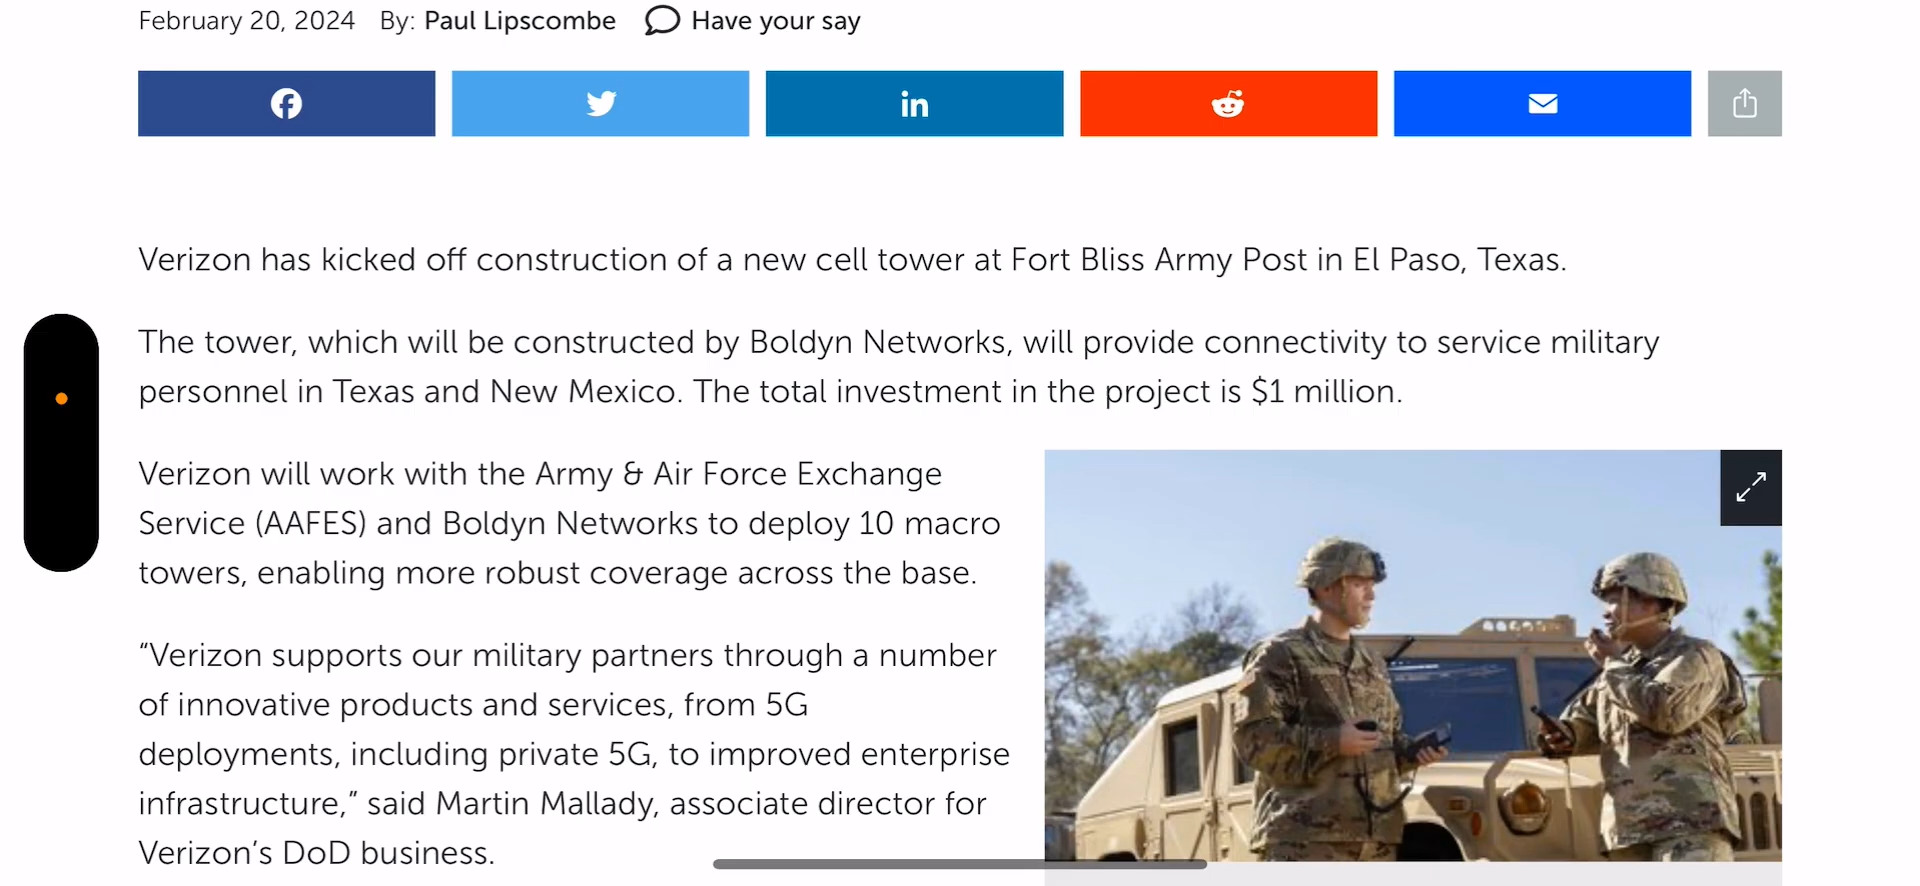 February 20, 2024 By: Paul Lipscombe Have your say
Verizon has kicked off construction of a new cell tower at Fort Bliss Army Post in El Paso, Texas.
The tower, which will be constructed by Boldyn Networks, will provide connectivity to service military
personnel in Texas and New Mexico. The total investment in the project is $1 million.
Verizon will work with the Army & Air Force Exchange
Service (AAFES) and Boldyn Networks to deploy 10 macro
towers, enabling more robust coverage across the base.
“Verizon supports our military partners through a number
of innovative products and services, from 5G
deployments, including private 5G, to improved enterprise
infrastructure,” said Martin Mallady, associate director for
Verizon’s DoD business.